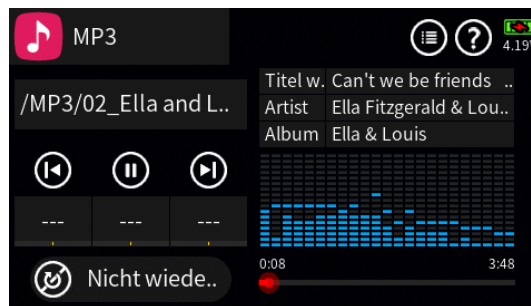 MP3
?
4.19
/MP3/02_Ella and L..
Titel w. Can't we be friends ..
Artist Ella Fitzgerald & Lou..
Album Ella & Louis
--- --- ---
0:08 3:48
Nicht wiede..